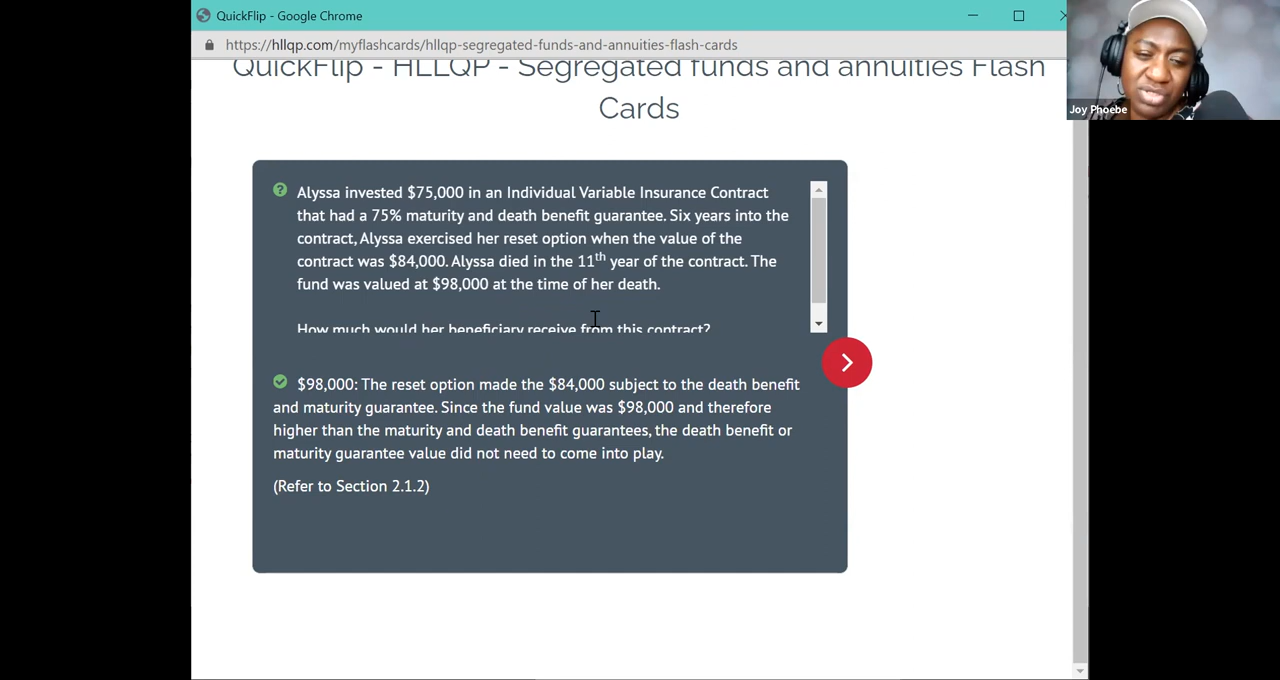 QuickFlip - Google Chrome
https://hllqp.com/myflashcards/hllqp-segregated-funds-and-annuities-flash-cards
QuickFlip - HLLQP - Segregated funds and annuities Flash
Cards
Joy Phoebe
Alyssa invested $75,000 in an Individual Variable Insurance Contract
that had a 75% maturity and death benefit guarantee. Six years into the
contract, Alyssa exercised her reset option when the value of the
contract was $84,000. Alyssa died in the 11th year of the contract. The
fund was valued at $98,000 at the time of her death.
How much would her beneficiary receive from this contract?
$98,000: The reset option made the $84,000 subject to the death benefit
and maturity guarantee. Since the fund value was $98,000 and therefore
higher than the maturity and death benefit guarantees, the death benefit or
maturity guarantee value did not need to come into play.
(Refer to Section 2.1.2)